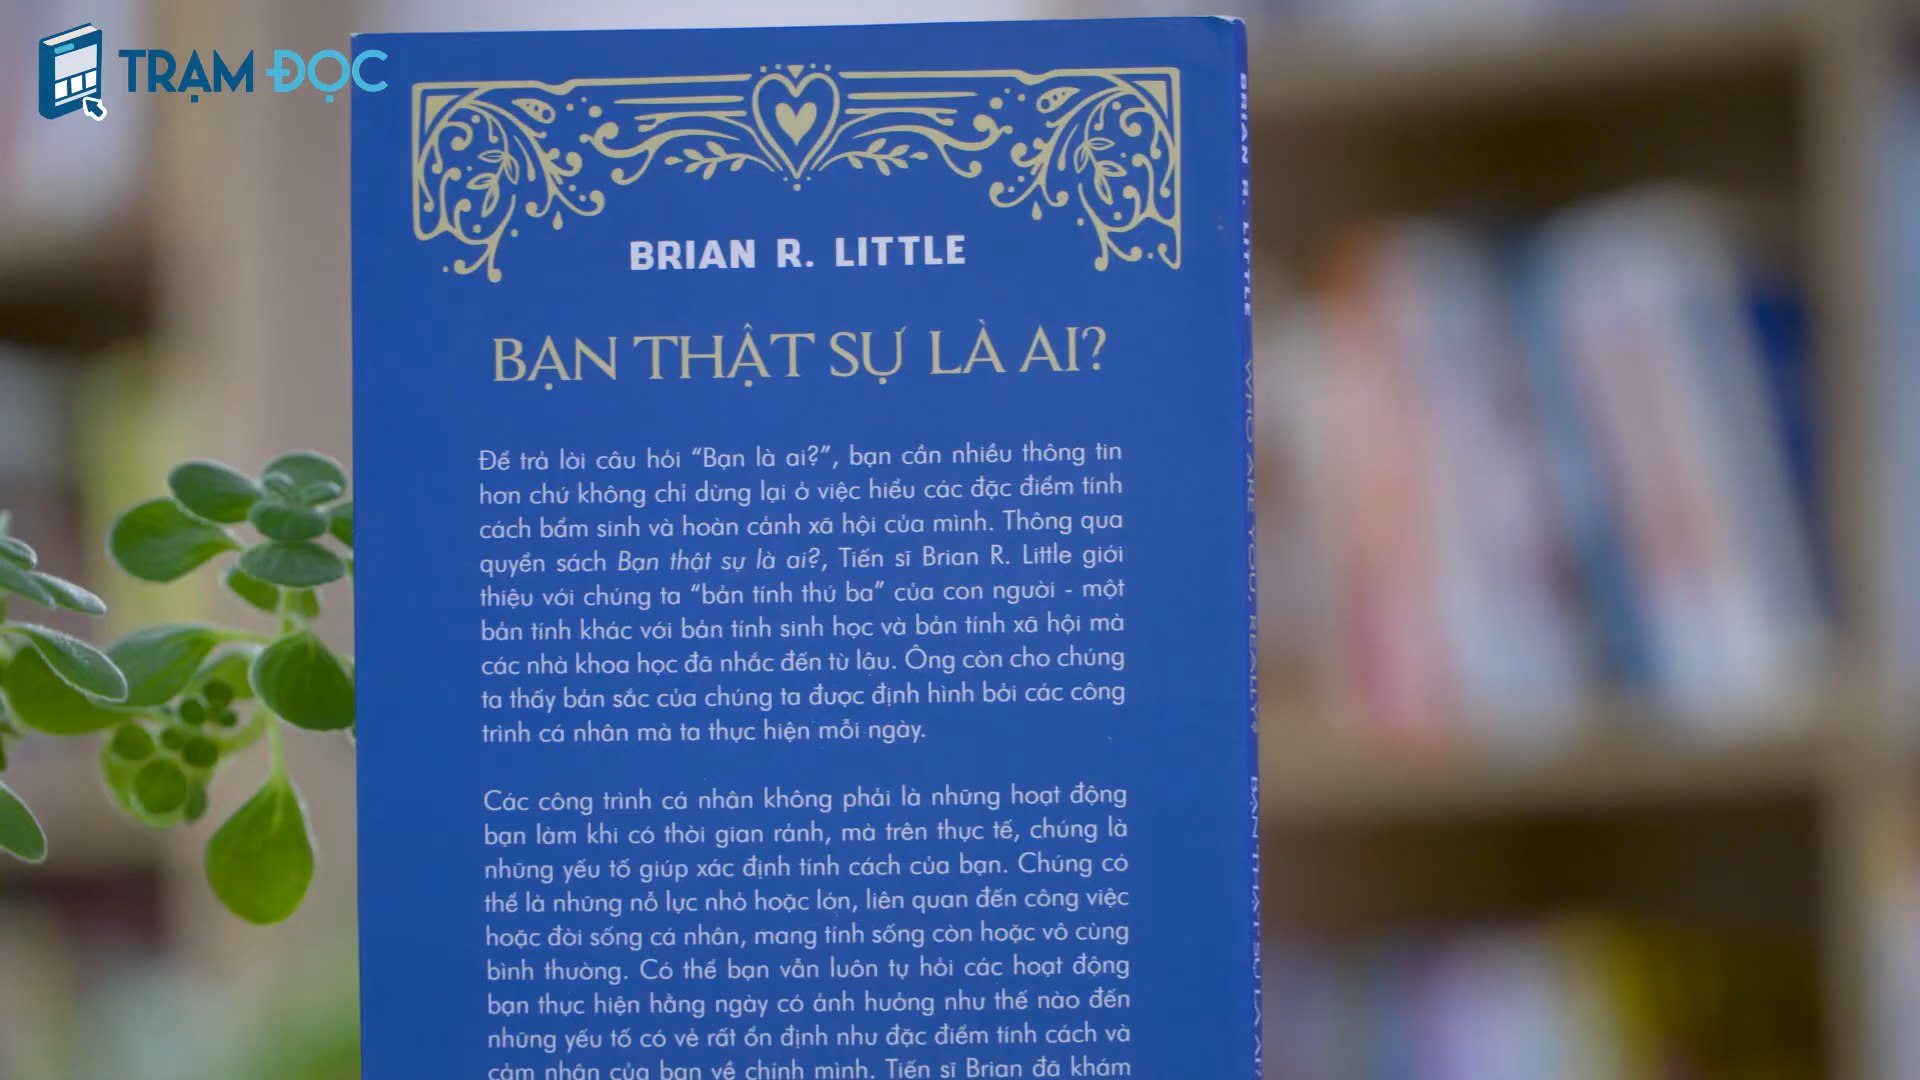 TRẠM ĐỌC
BRIAN R. LITTLE
BẠN THẬT SỰ LÀ AI?
Để trả lời câu hỏi “Bạn là ai?”, bạn cần nhiều thông tin
hơn chứ không chỉ dừng lại ở việc hiểu các đặc điểm tính
cách bẩm sinh và hoàn cảnh xã hội của mình. Thông qua
quyển sách Bạn thật sự là ai?, Tiến sĩ Brian R. Little giới
thiệu với chúng ta “bản tính thứ ba” của con người - một
bản tính khác với bản tính sinh học và bản tính xã hội mà
các nhà khoa học đã nhắc đến từ lâu. Ông còn cho chúng
ta thấy bản sắc của chúng ta được định hình bởi các công
trình cá nhân mà ta thực hiện mỗi ngày.
Các công trình cá nhân không phải là những hoạt động
bạn làm khi có thời gian rảnh, mà trên thực tế, chúng là
những yếu tố giúp xác định tính cách của bạn. Chúng có
thể là những nỗ lực nhỏ hoặc lớn, liên quan đến công việc
hoặc đời sống cá nhân, mang tính sống còn hoặc vô cùng
bình thường. Có thể bạn vẫn luôn tự hỏi các hoạt động
bạn thực hiện hằng ngày có ảnh hưởng như thế nào đến
những yếu tố có vẻ rất ổn định như đặc điểm tính cách và
cảm nhận của bạn về chính mình. Tiến sĩ Brian đã khám
BRIAN R. LITTLE WHO ARE YOU, REALLY? BẠN THẬT SỰ LÀ AI?